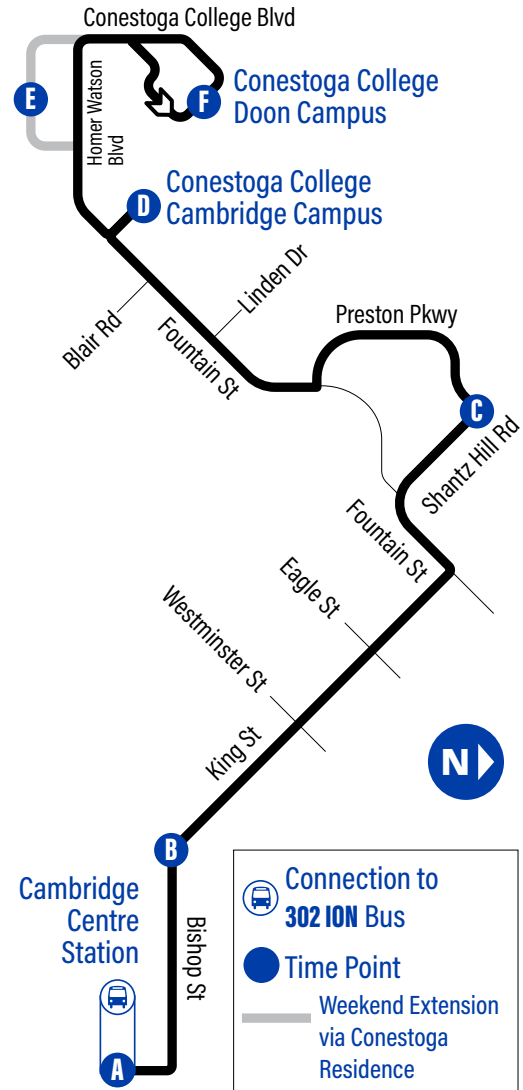 Conestoga College Blvd
E
Homer Watson
Blvd
F
Conestoga College
Doon Campus
D
Conestoga College
Cambridge Campus
Linden Dr
Blair Rd
Fountain St
Preston Pkwy
C
Shantz Hill Rd
Fountain St
Eagle St
Westminster St
King St
N
B
Cambridge
Centre
Station
Bishop St
A
Connection to
302 ION Bus
Time Point
Weekend Extension
via Conestoga
Residence